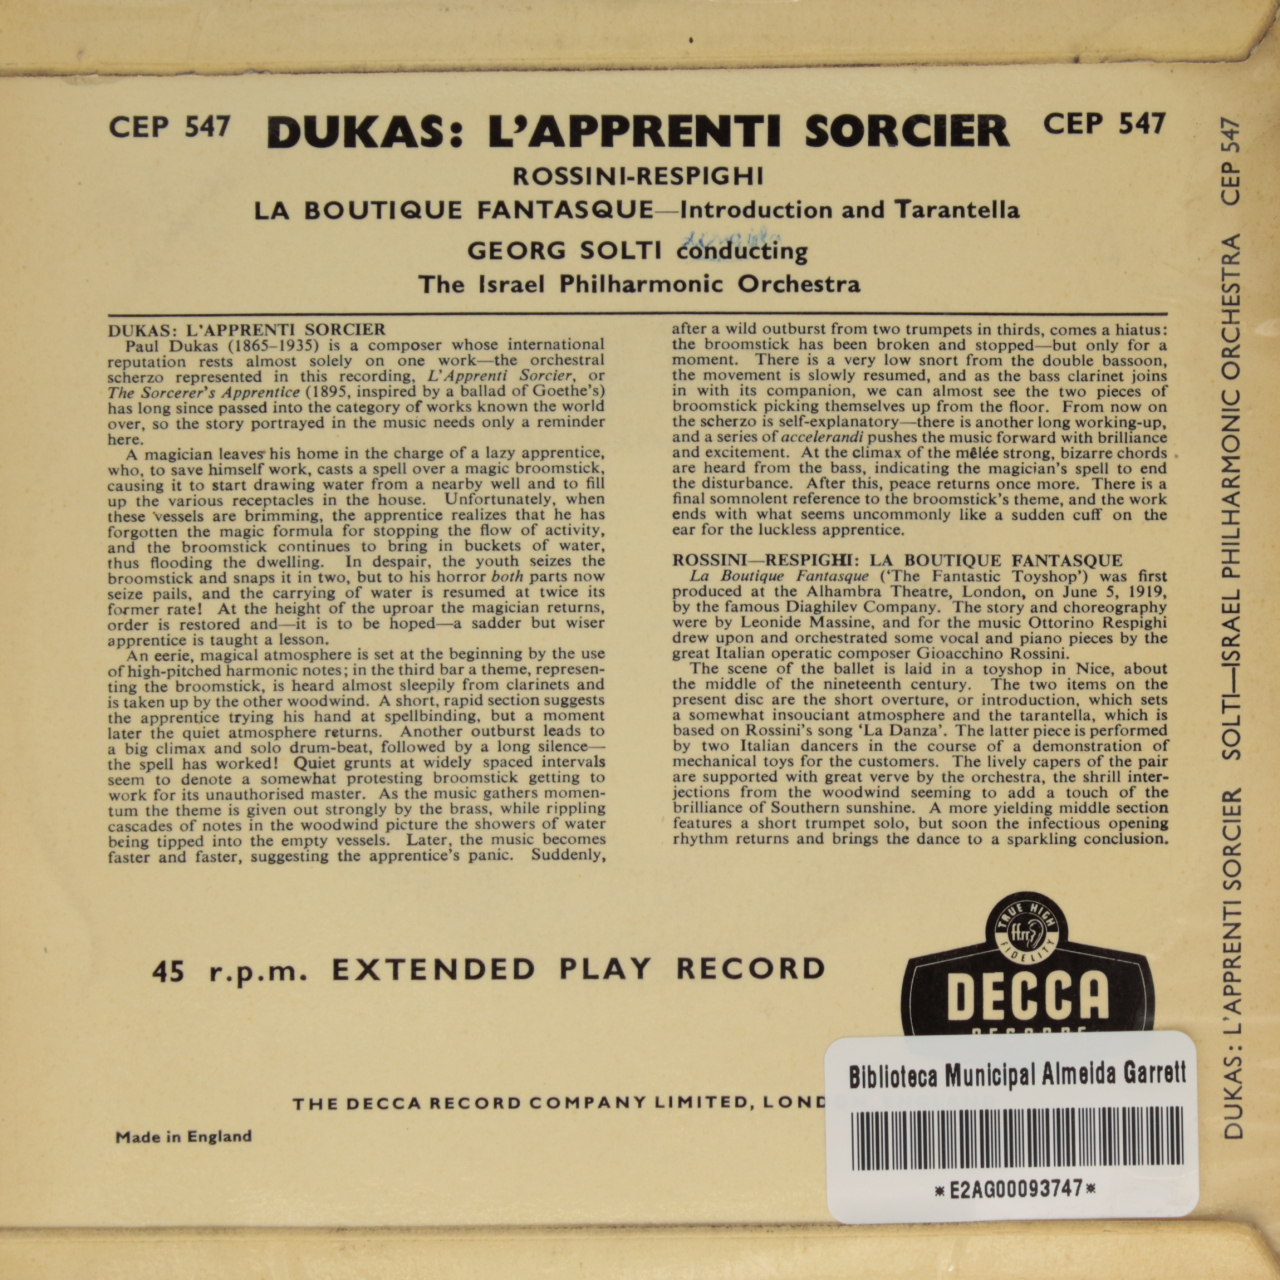 CEP 547
DUKAS: L'APPRENTI SORCIER
CEP 547
ROSSINI-RESPIGHI
LA BOUTIQUE FANTASQUE—Introduction and Tarantella
GEORG SOLTI conducting
The Israel Philharmonic Orchestra
DUKAS: L'APPRENTI SORCIER
Paul Dukas (1865–1935) is a composer whose international
reputation rests almost solely on one work—the orchestral
scherzo represented in this recording, L'Apprenti Sorcier, or
The Sorcerer's Apprentice (1895, inspired by a ballad of Goethe's)
has long since passed into the category of works known the world
over, so the story portrayed in the music needs only a reminder
here.
A magician leaves his home in the charge of a lazy apprentice,
who, to save himself work, casts a spell over a magic broomstick,
causing it to start drawing water from a nearby well and to fill
up the various receptacles in the house. Unfortunately, when
these vessels are brimming, the apprentice realizes that he has
forgotten the magic formula for stopping the flow of activity,
and the broomstick continues to bring in buckets of water,
thus flooding the dwelling. In despair, the youth seizes the
broomstick and snaps it in two, but to his horror both parts now
seize pails, and the carrying of water is resumed at twice its
former rate! At the height of the uproar the magician returns,
order is restored and—it is to be hoped—a sadder but wiser
apprentice is taught a lesson.
An eerie, magical atmosphere is set at the beginning by the use
of high-pitched harmonic notes; in the third bar a theme, represen-
ting the broomstick, is heard almost sleepily from clarinets and
is taken up by the other woodwind. A short, rapid section suggests
the apprentice trying his hand at spellbinding, but a moment
later the quiet atmosphere returns. Another outburst leads to
a big climax and solo drum-beat, followed by a long silence—
the spell has worked! Quiet grunts at widely spaced intervals
seem to denote a somewhat protesting broomstick getting to
work for its unauthorised master. As the music gathers momen-
tum the theme is given out strongly by the brass, while rippling
cascades of notes in the woodwind picture the showers of water
being tipped into the empty vessels. Later, the music becomes
faster and faster, suggesting the apprentice's panic. Suddenly,
after a wild outburst from two trumpets in thirds, comes a hiatus:
the broomstick has been broken and stopped—but only for a
moment. There is a very low snort from the double bassoon,
the movement is slowly resumed, and as the bass clarinet joins
in with its companion, we can almost see the two pieces of
broomstick picking themselves up from the floor. From now on
the scherzo is self-explanatory—there is another long working-up,
and a series of accelerandi pushes the music forward with brilliance
and excitement. At the climax of the mêlée strong, bizarre chords
are heard from the bass, indicating the magician's spell to end
the disturbance. After this, peace returns once more. There is a
final somnolent reference to the broomstick's theme, and the work
ends with what seems uncommonly like a sudden cuff on the
ear for the luckless apprentice.
ROSSINI—RESPIGHI: LA BOUTIQUE FANTASQUE
La Boutique Fantasque ('The Fantastic Toyshop') was first
produced at the Alhambra Theatre, London, on June 5, 1919,
by the famous Diaghilev Company. The story and choreography
were by Leonide Massine, and for the music Ottorino Respighi
drew upon and orchestrated some vocal and piano pieces by the
great Italian operatic composer Gioacchino Rossini.
The scene of the ballet is laid in a toyshop in Nice, about
the middle of the nineteenth century. The two items on the
present disc are the short overture, or introduction, which sets
a somewhat insouciant atmosphere and the tarantella, which is
based on Rossini's song 'La Danza'. The latter piece is performed
by two Italian dancers in the course of a demonstration of
mechanical toys for the customers. The lively capers of the pair
are supported with great verve by the orchestra, the shrill inter-
jections from the woodwind seeming to add a touch of the
brilliance of Southern sunshine. A more yielding middle section
features a short trumpet solo, but soon the infectious opening
rhythm returns and brings the dance to a sparkling conclusion.
45 r.p.m. EXTENDED PLAY RECORD
TRUE HIGH
ffrr
FIDELITY
DECCA
THE DECCA RECORD COMPANY LIMITED, LOND
Made in England
Biblioteca Municipal Almeida Garrett
*E2AG00093747*
DUKAS: L'APPRENTI SORCIER SOLTI—ISRAEL PHILHARMONIC ORCHESTRA CEP 547